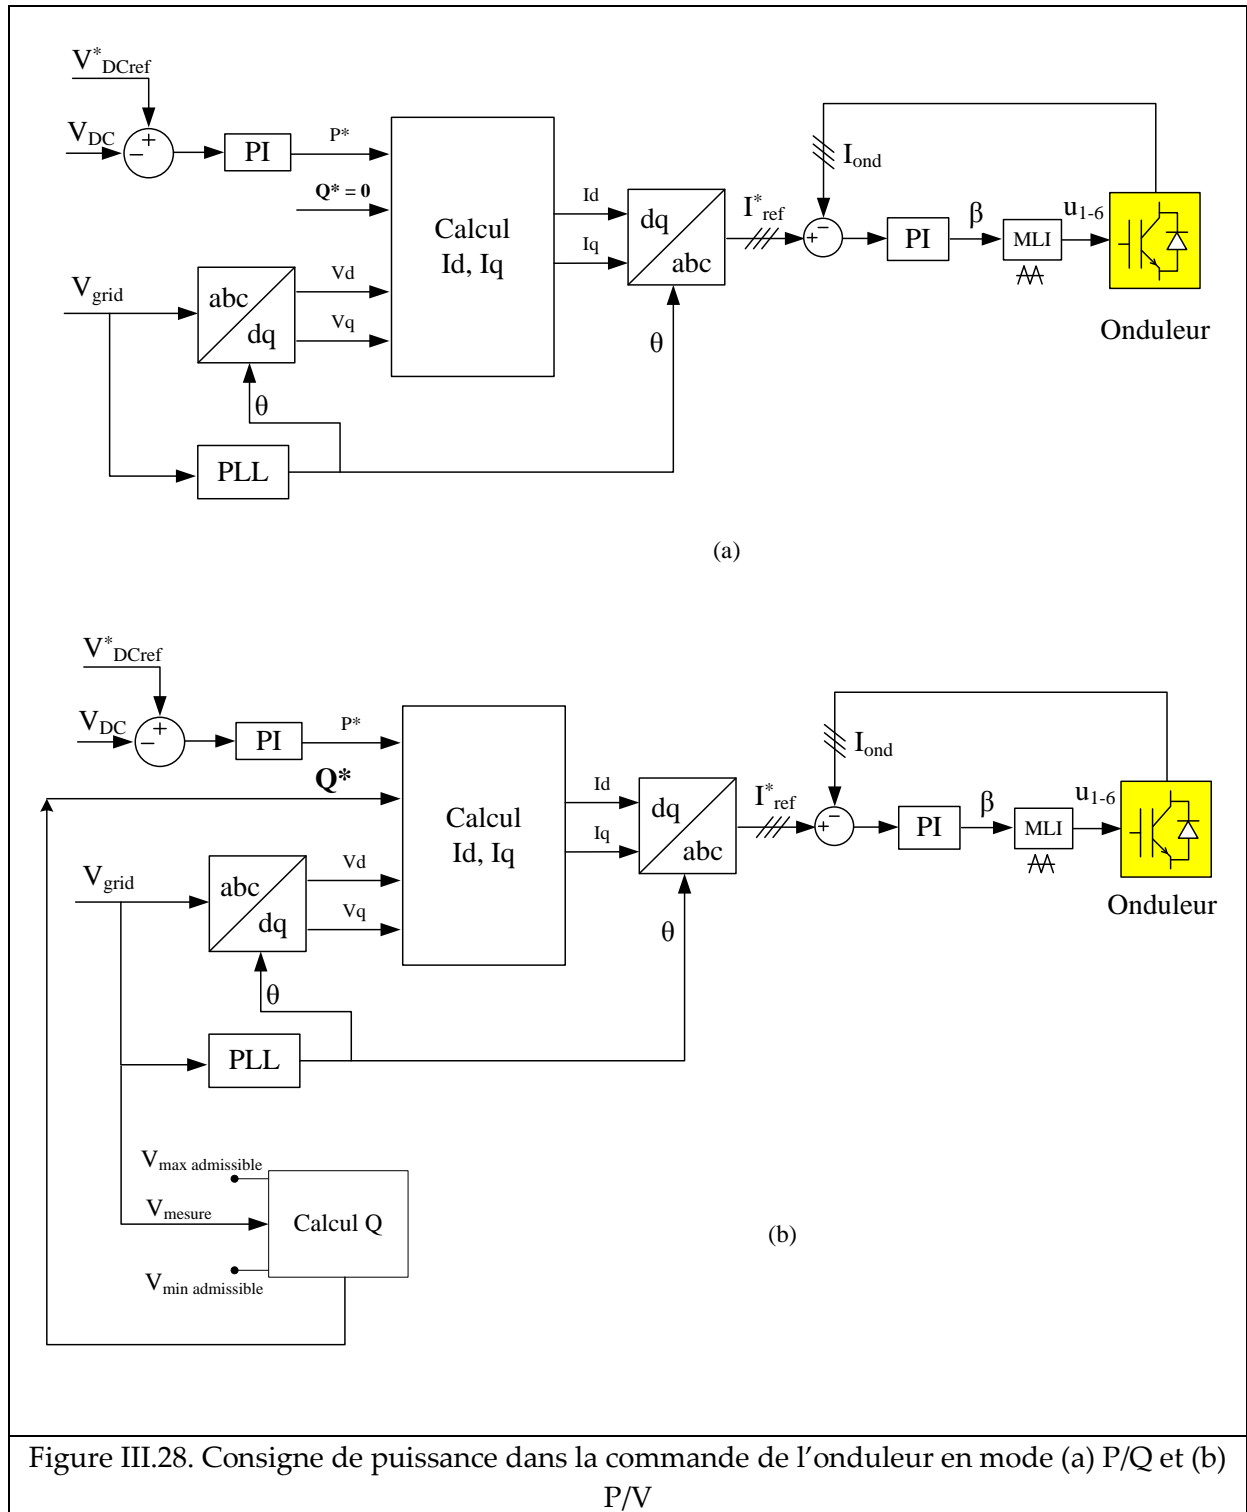 V*DCref
VDC
+
−
PI
P*
Q* = 0
Vgrid
abc
dq
Vd
Vq
θ
PLL
Calcul
Id, Iq
Id
Iq
dq
abc
θ
I*ref
Iond
+
−
PI
β
MLI
u1-6
Onduleur
(a)
V*DCref
VDC
+
−
PI
P*
Q*
Vgrid
abc
dq
Vd
Vq
θ
PLL
Calcul
Id, Iq
Id
Iq
dq
abc
θ
I*ref
Iond
+
−
PI
β
MLI
u1-6
Onduleur
Vmax admissible
Vmesure
Vmin admissible
Calcul Q
(b)
Figure III.28. Consigne de puissance dans la commande de l’onduleur en mode (a) P/Q et (b)
P/V